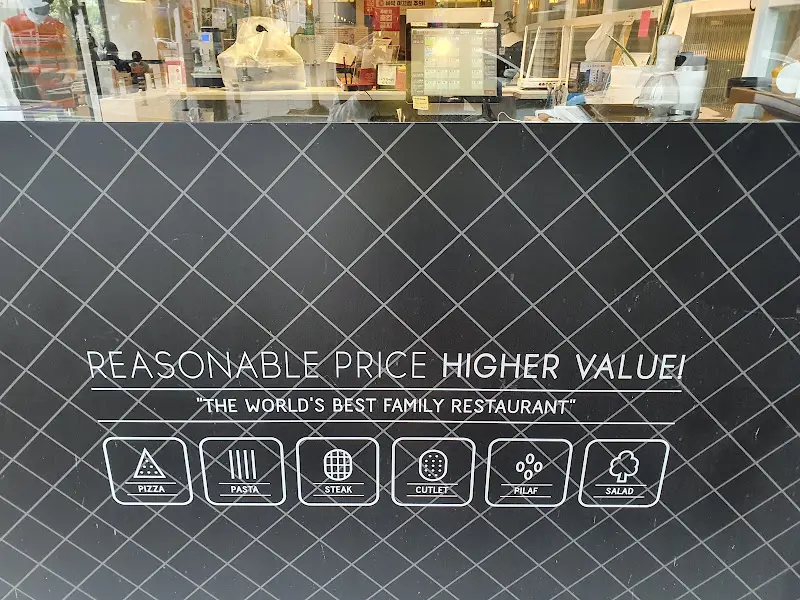 REASONABLE PRICE HIGHER VALUE!
"THE WORLD'S BEST FAMILY RESTAURANT"
PIZZA
PASTA
STEAK
CUTLET
PILAF
SALAD